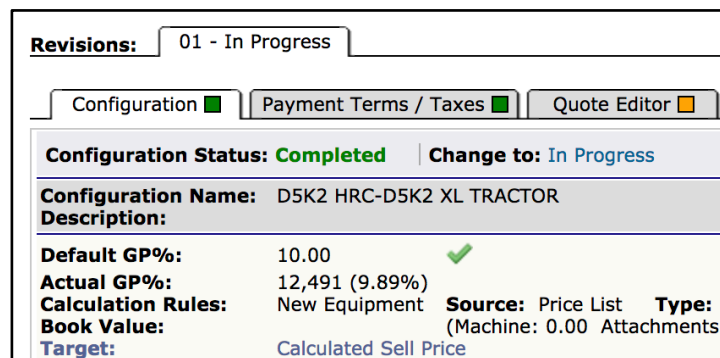 Revisions: 01 - In Progress
Configuration Payment Terms / Taxes Quote Editor
Configuration Status: Completed Change to: In Progress
Configuration Name: D5K2 HRC-D5K2 XL TRACTOR
Description:
Default GP%: 10.00
Actual GP%: 12,491 (9.89%)
Calculation Rules: New Equipment Source: Price List Type:
Book Value: (Machine: 0.00 Attachments
Target: Calculated Sell Price